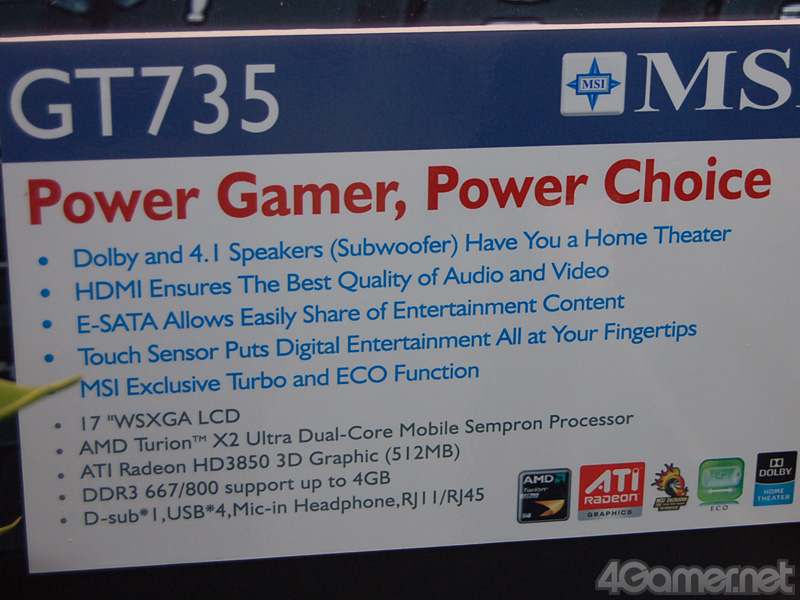 GT735
MSI
MS
Power Gamer, Power Choice
• Dolby and 4.1 Speakers (Subwoofer) Have You a Home Theater
• HDMI Ensures The Best Quality of Audio and Video
• E-SATA Allows Easily Share of Entertainment Content
• Touch Sensor Puts Digital Entertainment All at Your Fingertips
MSI Exclusive Turbo and ECO Function
• 17 "WSXGA LCD
• AMD Turion™ X2 Ultra Dual-Core Mobile Sempron Processor
• ATI Radeon HD3850 3D Graphic (512MB)
• DDR3 667/800 support up to 4GB
• D-sub*1,USB*4,Mic-in Headphone,RJ11/RJ45
AMD
64
ATI
RADEON
GRAPHICS
ECO
DOLBY
HOME THEATER
4Gamer.net